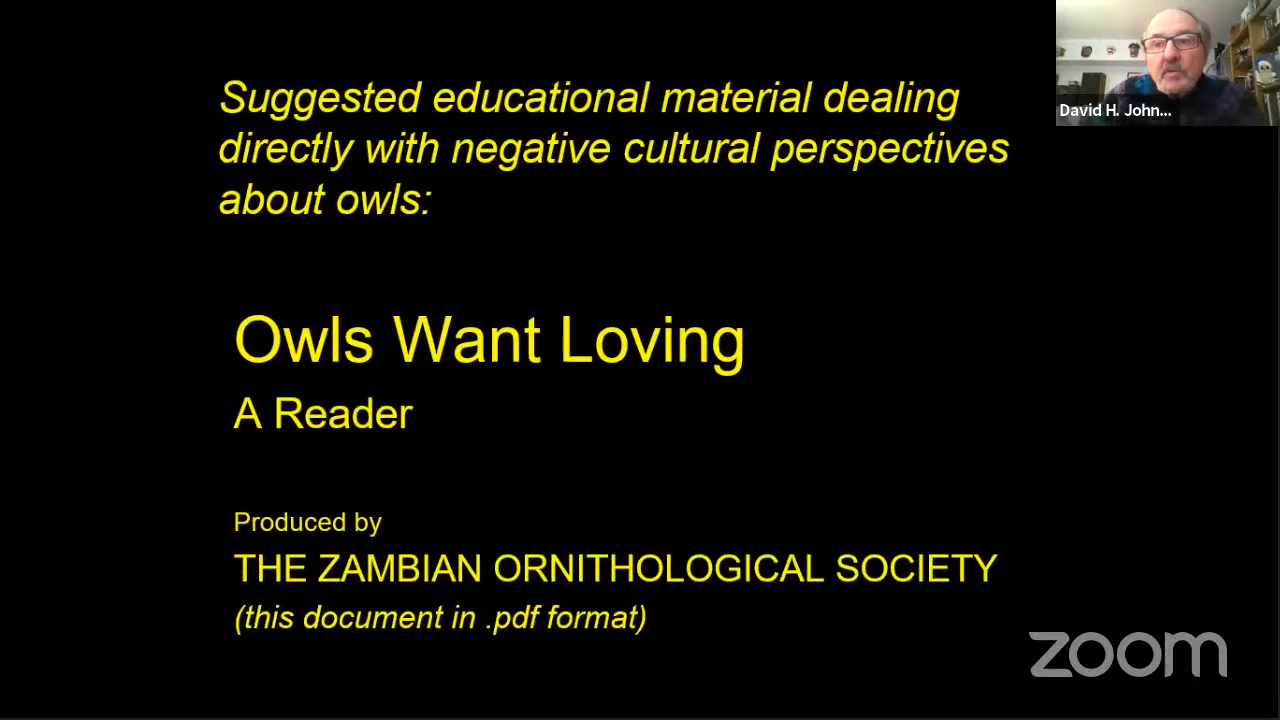 Suggested educational material dealing
directly with negative cultural perspectives
about owls:
David H. John...
Owls Want Loving
A Reader
Produced by
THE ZAMBIAN ORNITHOLOGICAL SOCIETY
(this document in .pdf format)
zoom